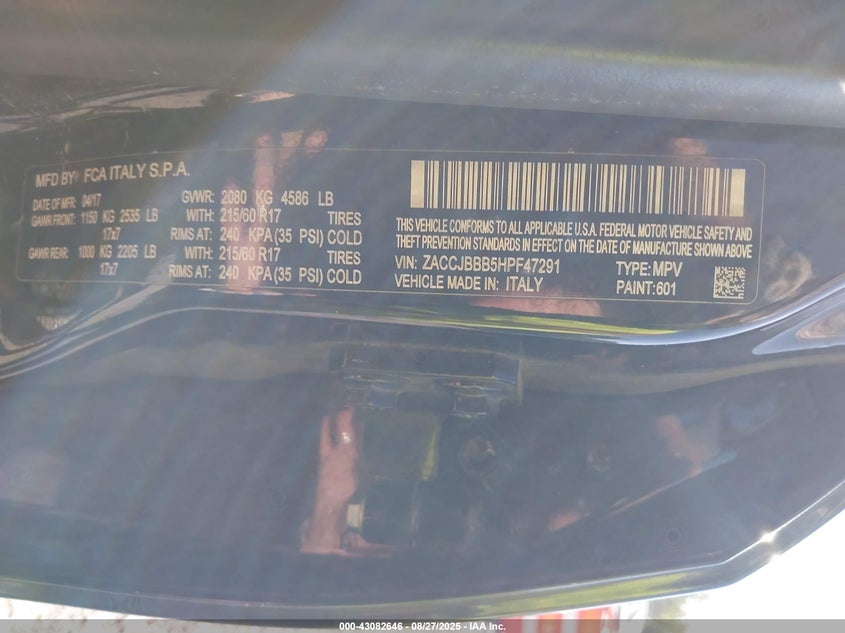 MFD BY FCA ITALY S.P.A.
DATE OF MFR: 04/17 GVWR: 2080 KG 4586 LB
GAWR FRONT: 1150 KG 2535 LB WITH: 215/60 R17 TIRES
17x7 RIMS AT: 240 KPA(35 PSI) COLD
GAWR REAR: 1000 KG 2205 LB WITH: 215/60 R17 TIRES
17x7 RIMS AT: 240 KPA(35 PSI) COLD
THIS VEHICLE CONFORMS TO ALL APPLICABLE U.S.A. FEDERAL MOTOR VEHICLE SAFETY AND
THEFT PREVENTION STANDARDS IN EFFECT ON THE DATE OF MANUFACTURE SHOWN ABOVE
VIN: ZACCJBBB5HPF47291 TYPE: MPV
VEHICLE MADE IN: ITALY PAINT: 601
000-43082646 - 08/27/2025 - IAA Inc.